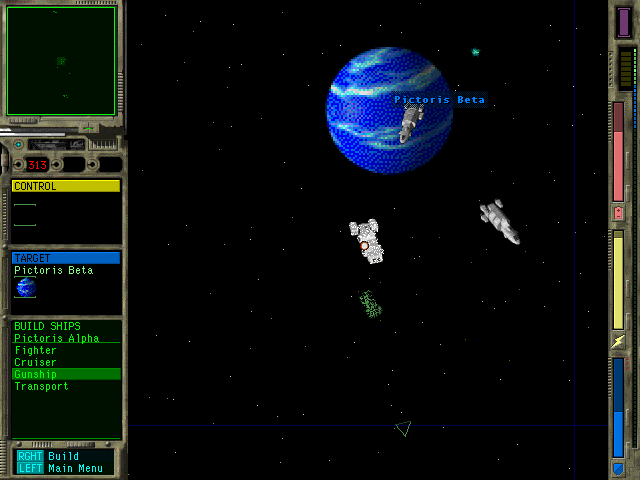 Pictoris Beta
313
CONTROL
TARGET
Pictoris Beta
BUILD SHIPS
Pictoris Alpha
Fighter
Cruiser
Gunship
Transport
RGHT Build
LEFT Main Menu